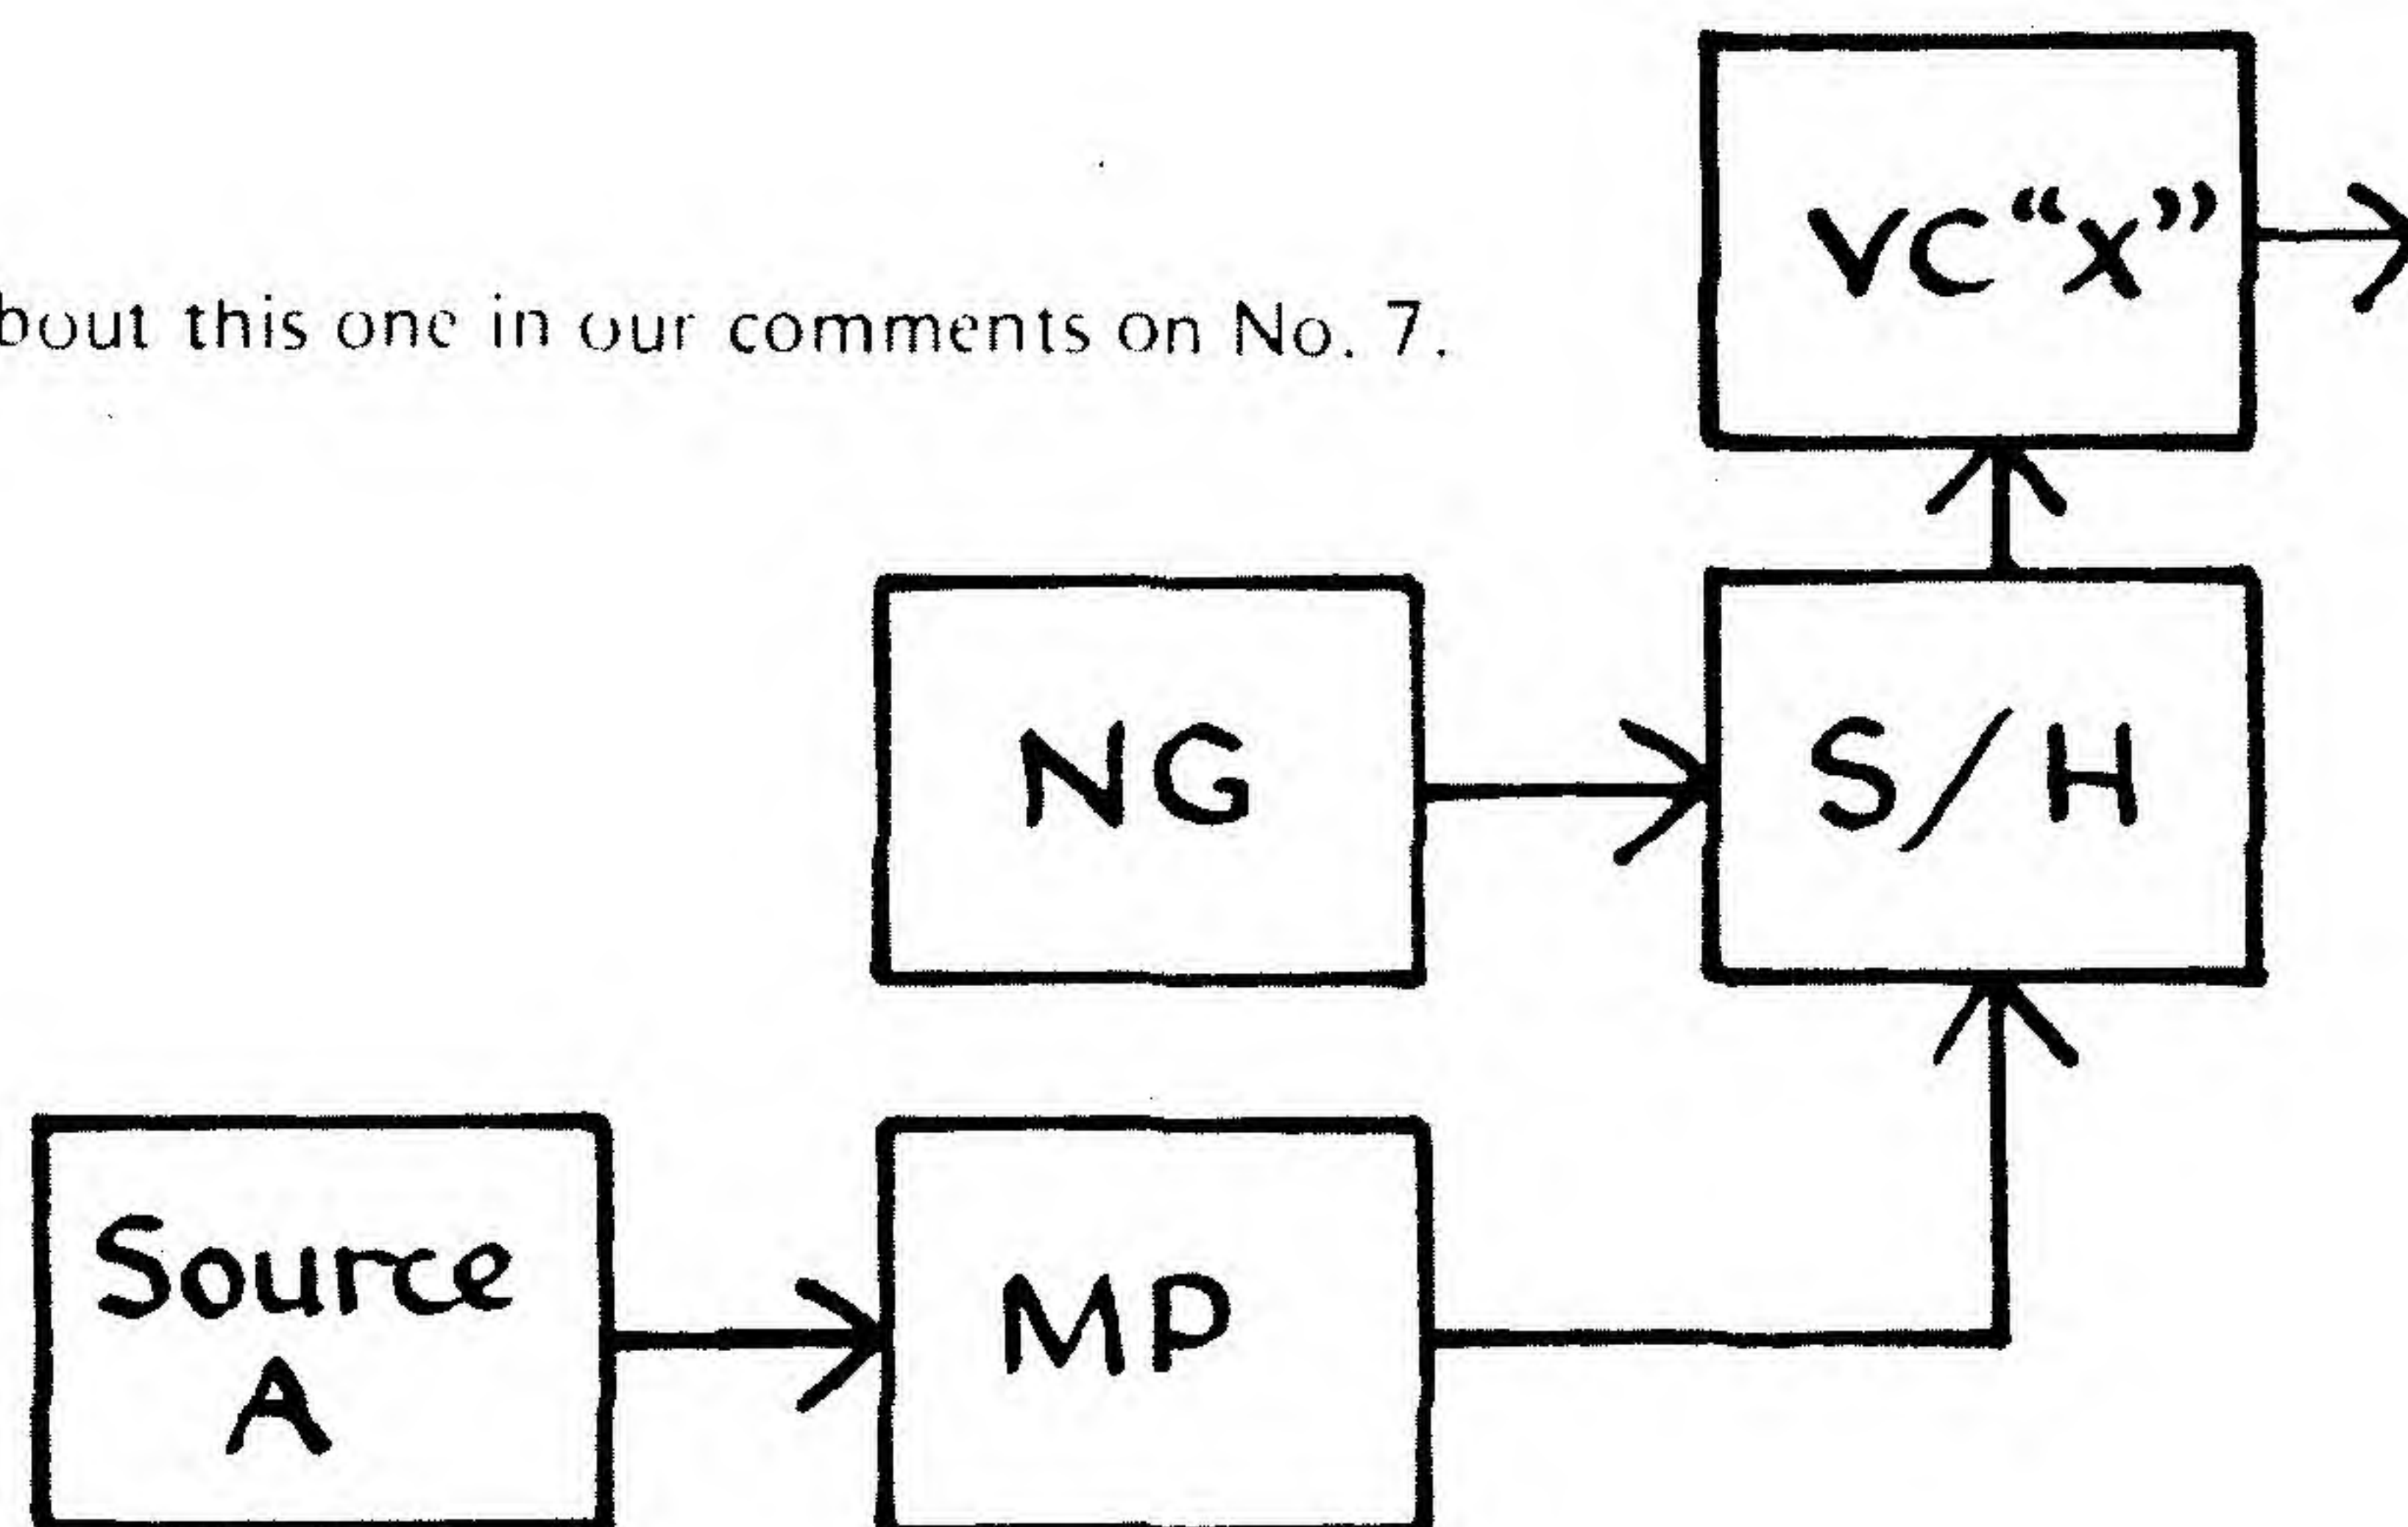 VC“X”
bout this one in our comments on No. 7.
NG
S/H
Source
A
MP